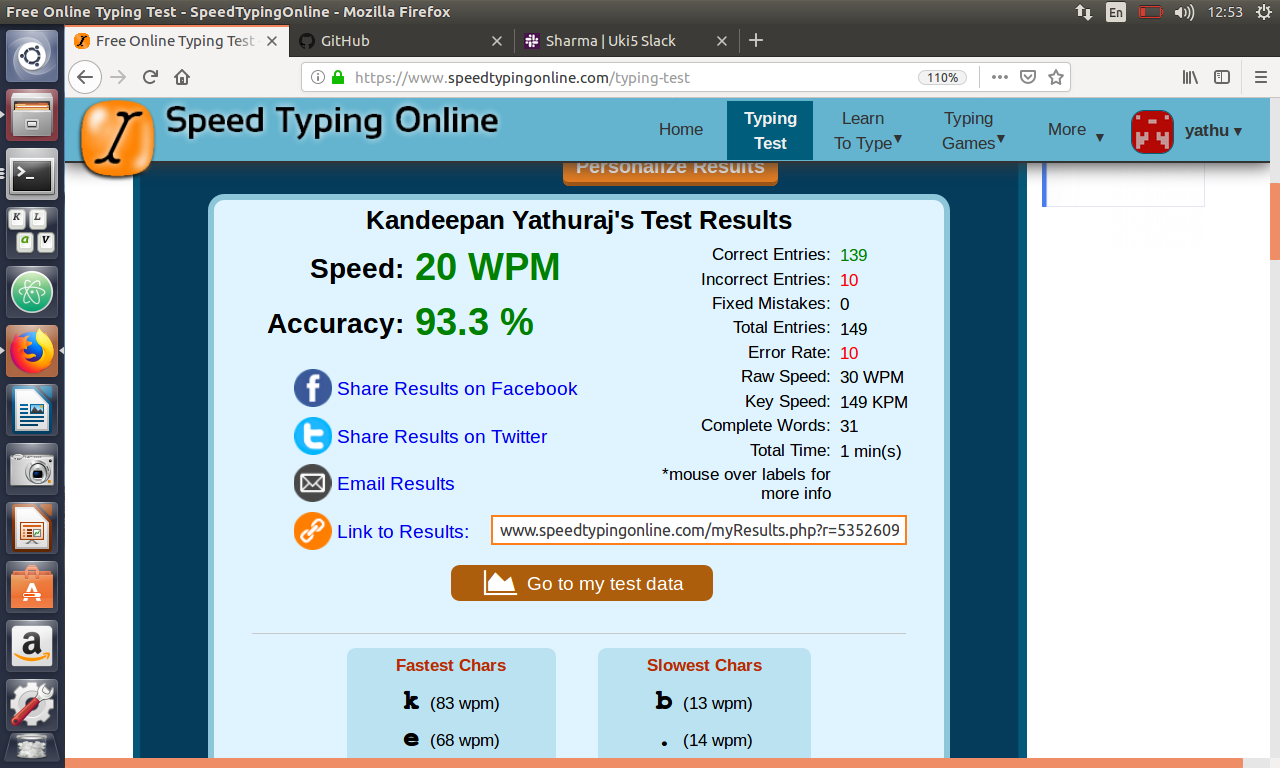 Free Online Typing Test - SpeedTypingOnline - Mozilla Firefox
En
12:53
Free Online Typing Test
GitHub
Sharma | Uki5 Slack
https://www.speedtypingonline.com/typing-test
110%
Speed Typing Online
Home
Typing
Test
Learn
To Type
Typing
Games
More
yathu
Personalize Results
Kandeepan Yathuraj's Test Results
Speed: 20 WPM
Accuracy: 93.3 %
Correct Entries: 139
Incorrect Entries: 10
Fixed Mistakes: 0
Total Entries: 149
Error Rate: 10
Raw Speed: 30 WPM
Key Speed: 149 KPM
Complete Words: 31
Total Time: 1 min(s)
*mouse over labels for
more info
Share Results on Facebook
Share Results on Twitter
Email Results
Link to Results: www.speedtypingonline.com/myResults.php?r=5352609
Go to my test data
Fastest Chars
k (83 wpm)
e (68 wpm)
Slowest Chars
b (13 wpm)
. (14 wpm)